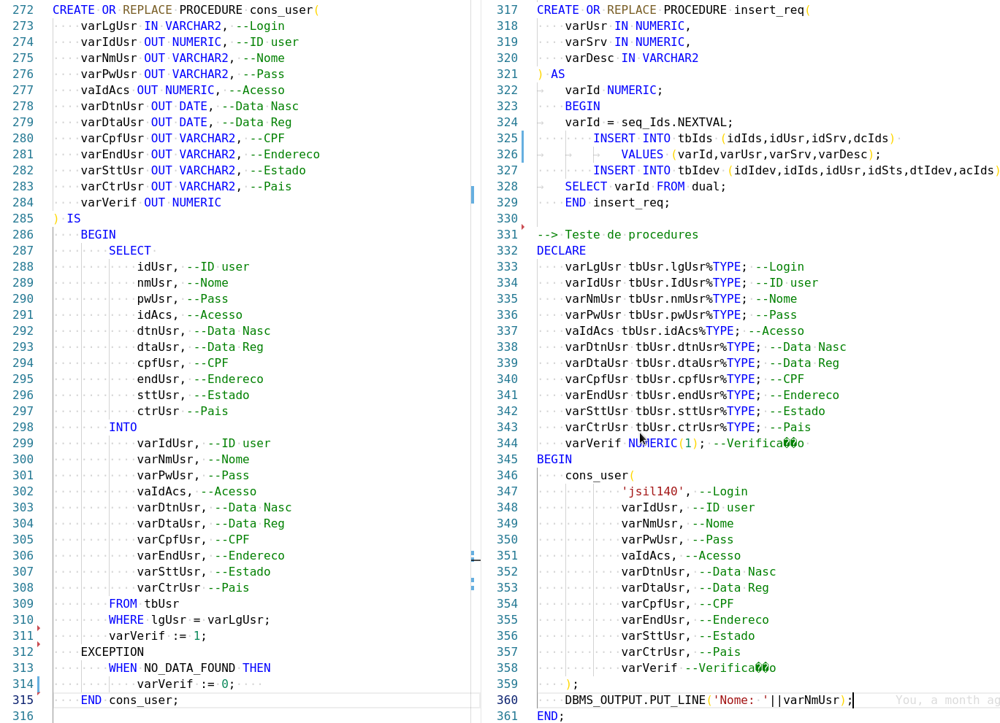 272 CREATE OR REPLACE PROCEDURE cons_user(
273 varLgUsr IN VARCHAR2, --Login
274 varIdUsr OUT NUMERIC, --ID user
275 varNmUsr OUT VARCHAR2, --Nome
276 varPwUsr OUT VARCHAR2, --Pass
277 vaIdAcs OUT NUMERIC, --Acesso
278 varDtnUsr OUT DATE, --Data Nasc
279 varDtaUsr OUT DATE, --Data Reg
280 varCpfUsr OUT VARCHAR2, --CPF
281 varEndUsr OUT VARCHAR2, --Endereco
282 varSttUsr OUT VARCHAR2, --Estado
283 varCtrUsr OUT VARCHAR2, --Pais
284 varVerif OUT NUMERIC
285 ) IS
286 BEGIN
287 SELECT
288 idUsr, --ID user
289 nmUsr, --Nome
290 pwUsr, --Pass
291 idAcs, --Acesso
292 dtnUsr, --Data Nasc
293 dtaUsr, --Data Reg
294 cpfUsr, --CPF
295 endUsr, --Endereco
296 sttUsr, --Estado
297 ctrUsr --Pais
298 INTO
299 varIdUsr, --ID user
300 varNmUsr, --Nome
301 varPwUsr, --Pass
302 vaIdAcs, --Acesso
303 varDtnUsr, --Data Nasc
304 varDtaUsr, --Data Reg
305 varCpfUsr, --CPF
306 varEndUsr, --Endereco
307 varSttUsr, --Estado
308 varCtrUsr --Pais
309 FROM tbUsr
310 WHERE lgUsr = varLgUsr;
311 varVerif := 1;
312 EXCEPTION
313 WHEN NO_DATA_FOUND THEN
314 varVerif := 0;
315 END cons_user;
316
317 CREATE OR REPLACE PROCEDURE insert_req(
318 varUsr IN NUMERIC,
319 varSrv IN NUMERIC,
320 varDesc IN VARCHAR2
321 ) AS
322 varId NUMERIC;
323 BEGIN
324 varId = seq_Ids.NEXTVAL;
325 INSERT INTO tbIds (idIds,idUsr,idSrv,dcIds)
326 VALUES (varId,varUsr,varSrv,varDesc);
327 INSERT INTO tbIdev (idIdev,idIds,idUsr,idSts,dtIdev,acIds)
328 SELECT varId FROM dual;
329 END insert_req;
330
331 --> Teste de procedures
332 DECLARE
333 varLgUsr tbUsr.lgUsr%TYPE; --Login
334 varIdUsr tbUsr.IdUsr%TYPE; --ID user
335 varNmUsr tbUsr.nmUsr%TYPE; --Nome
336 varPwUsr tbUsr.pwUsr%TYPE; --Pass
337 vaIdAcs tbUsr.idAcs%TYPE; --Acesso
338 varDtnUsr tbUsr.dtnUsr%TYPE; --Data Nasc
339 varDtaUsr tbUsr.dtaUsr%TYPE; --Data Reg
340 varCpfUsr tbUsr.cpfUsr%TYPE; --CPF
341 varEndUsr tbUsr.endUsr%TYPE; --Endereco
342 varSttUsr tbUsr.sttUsr%TYPE; --Estado
343 varCtrUsr tbUsr.ctrUsr%TYPE; --Pais
344 varVerif NUMERIC(1); --Verifica��o
345 BEGIN
346 cons_user(
347 'jsil140', --Login
348 varIdUsr, --ID user
349 varNmUsr, --Nome
350 varPwUsr, --Pass
351 vaIdAcs, --Acesso
352 varDtnUsr, --Data Nasc
353 varDtaUsr, --Data Reg
354 varCpfUsr, --CPF
355 varEndUsr, --Endereco
356 varSttUsr, --Estado
357 varCtrUsr, --Pais
358 varVerif --Verifica��o
359 );
360 DBMS_OUTPUT.PUT_LINE('Nome: '||varNmUsr); You, a month ag
361 END;